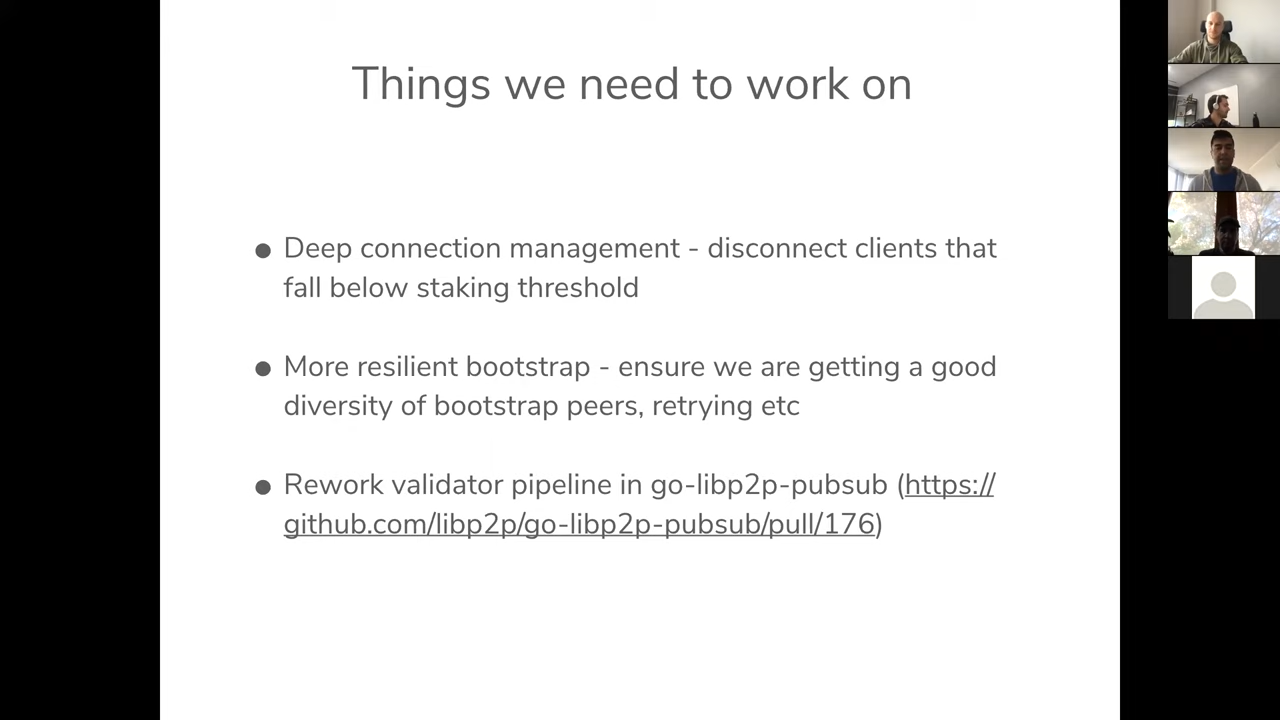 Things we need to work on
● Deep connection management - disconnect clients that
fall below staking threshold
● More resilient bootstrap - ensure we are getting a good
diversity of bootstrap peers, retrying etc
● Rework validator pipeline in go-libp2p-pubsub (https://
github.com/libp2p/go-libp2p-pubsub/pull/176)